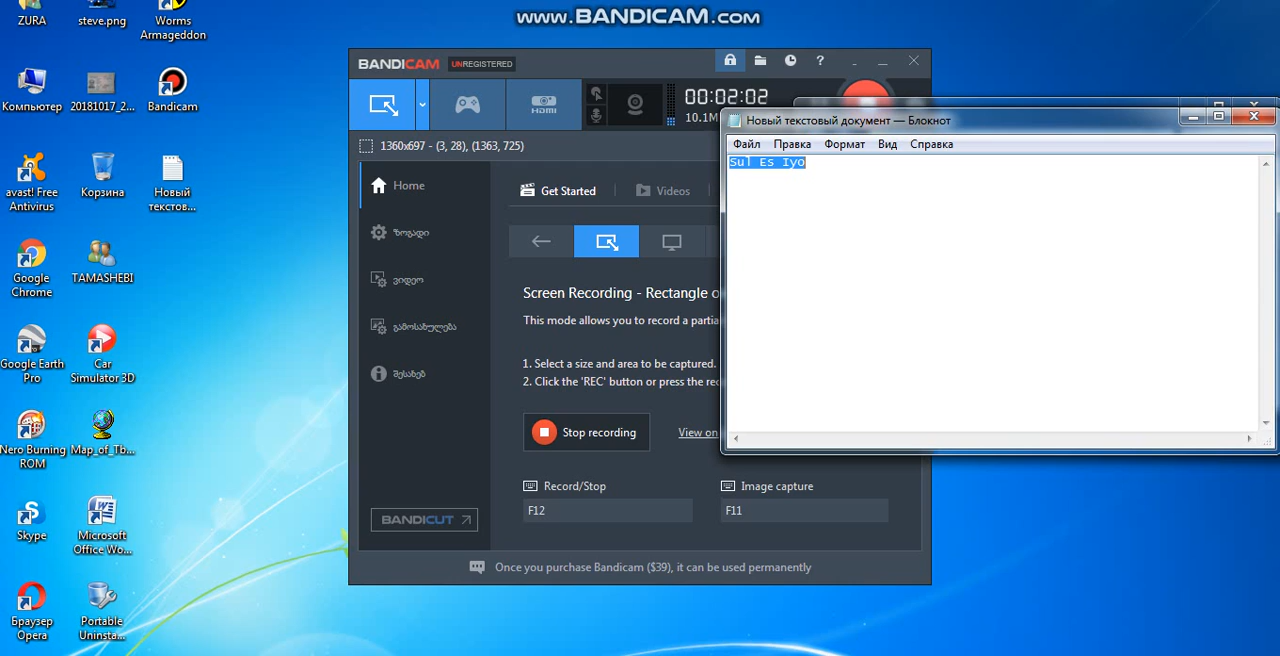 www.BANDICAM.com
ZURA
steve.png
Worms
Armageddon
Компьютер
20181017_2...
Bandicam
avast! Free
Antivirus
Корзина
Новый
текстов...
Google
Chrome
TAMASHEBI
Google Earth
Pro
Car
Simulator 3D
Nero Burning
ROM
Map_of_Tb...
Skype
Microsoft
Office Wo...
Браузер
Opera
Portable
Uninsta...
BANDICAM UNREGISTERED
?
HDMI
00:02:02
1360x697 - (3, 28), (1363, 725)
Home
ზოგადი
ვიდეო
გამოსახულება
შესახებ
BANDICUT
Get Started
Videos
Screen Recording - Rectangle
This mode allows you to record a
1. Select a size and area to be captured.
2. Click the 'REC' button or press the
Stop recording
View on
Record/Stop
F12
Image capture
F11
Once you purchase Bandicam ($39), it can be used permanently
Новый текстовый документ — Блокнот
Файл Правка Формат Вид Справка
Sul Es Iyo